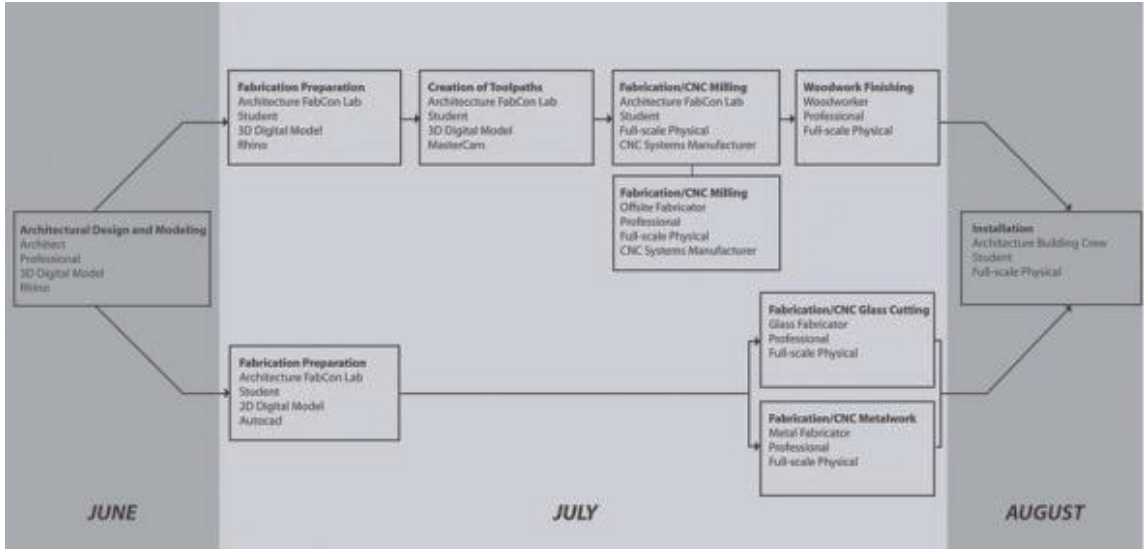 Fabrication Preparation
Architecture FabCon Lab
Student
3D Digital Model
Rhino
Creation of Toolpaths
Architeccture FabCon Lab
Student
3D Digital Model
MasterCam
Fabrication/CNC Milling
Architecture FabCon Lab
Student
Full-scale Physical
CNC Systems Manufacturer
Woodwork Finishing
Woodworker
Professional
Full-scale Physical
Fabrication/CNC Milling
Offsite Fabricator
Professional
Full-scale Physical
CNC Systems Manufacturer
Architectural Design and Modeling
Architect
Professional
3D Digital Model
Rhino
Installation
Architecture Building Crew
Student
Full-scale Physical
Fabrication/CNC Glass Cutting
Glass Fabricator
Professional
Full-scale Physical
Fabrication Preparation
Architecture FabCon Lab
Student
2D Digital Model
Autocad
Fabrication/CNC Metalwork
Metal Fabricator
Professional
Full-scale Physical
JUNE
JULY
AUGUST